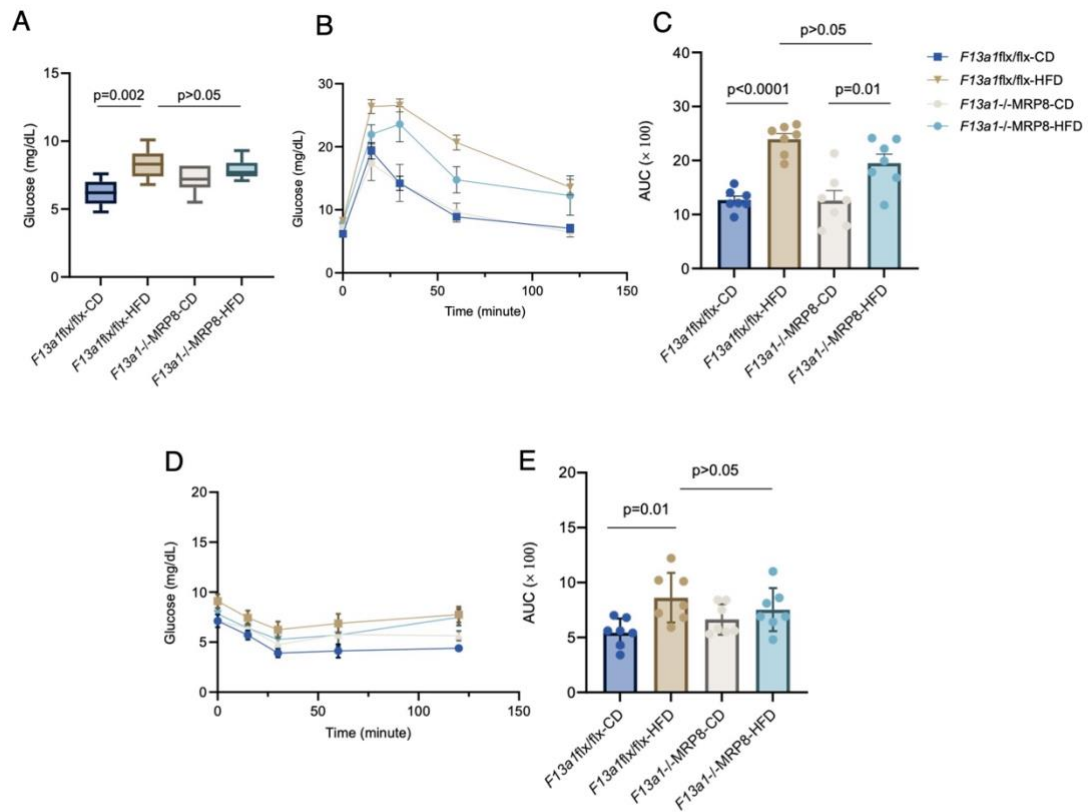 A
Glucose (mg/dL)
15
10
5
0
p=0.002
p>0.05
F13a1flx/flx-CD
F13a1flx/flx-HFD
F13a1-/-MRP8-CD
F13a1-/-MRP8-HFD
B
Glucose (mg/dL)
30
20
10
0
0
50
100
150
Time (minute)
C
p>0.05
AUC (× 100)
40
30
20
10
0
p<0.0001
p=0.01
F13a1flx/flx-CD
F13a1flx/flx-HFD
F13a1-/-MRP8-CD
F13a1-/-MRP8-HFD
F13a1flx/flx-CD
F13a1flx/flx-HFD
F13a1-/-MRP8-CD
F13a1-/-MRP8-HFD
D
Glucose (mg/dL)
20
15
10
5
0
0
50
100
150
Time (minute)
E
AUC (× 100)
20
15
10
5
0
p>0.05
p=0.01
F13a1flx/flx-CD
F13a1flx/flx-HFD
F13a1-/-MRP8-CD
F13a1-/-MRP8-HFD